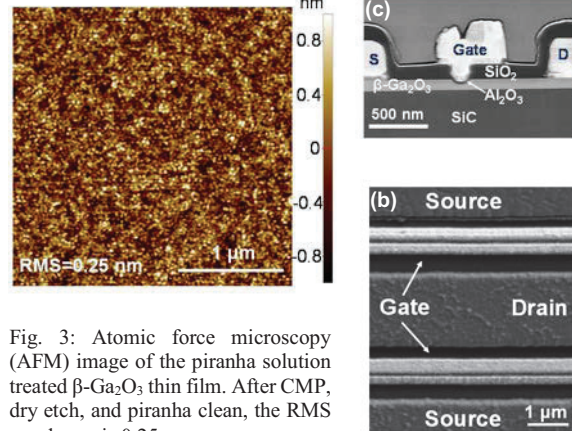 nm
0.8
0.4
0
-0.4
-0.8
RMS=0.25 nm
1 µm
Fig. 3: Atomic force microscopy
(AFM) image of the piranha solution
treated β-Ga₂O₃ thin film. After CMP,
dry etch, and piranha clean, the RMS
(c)
Gate
S
D
SiO₂
β-Ga₂O₃
Al₂O₃
500 nm
SiC
(b)
Source
Gate
Drain
Source
1 µm